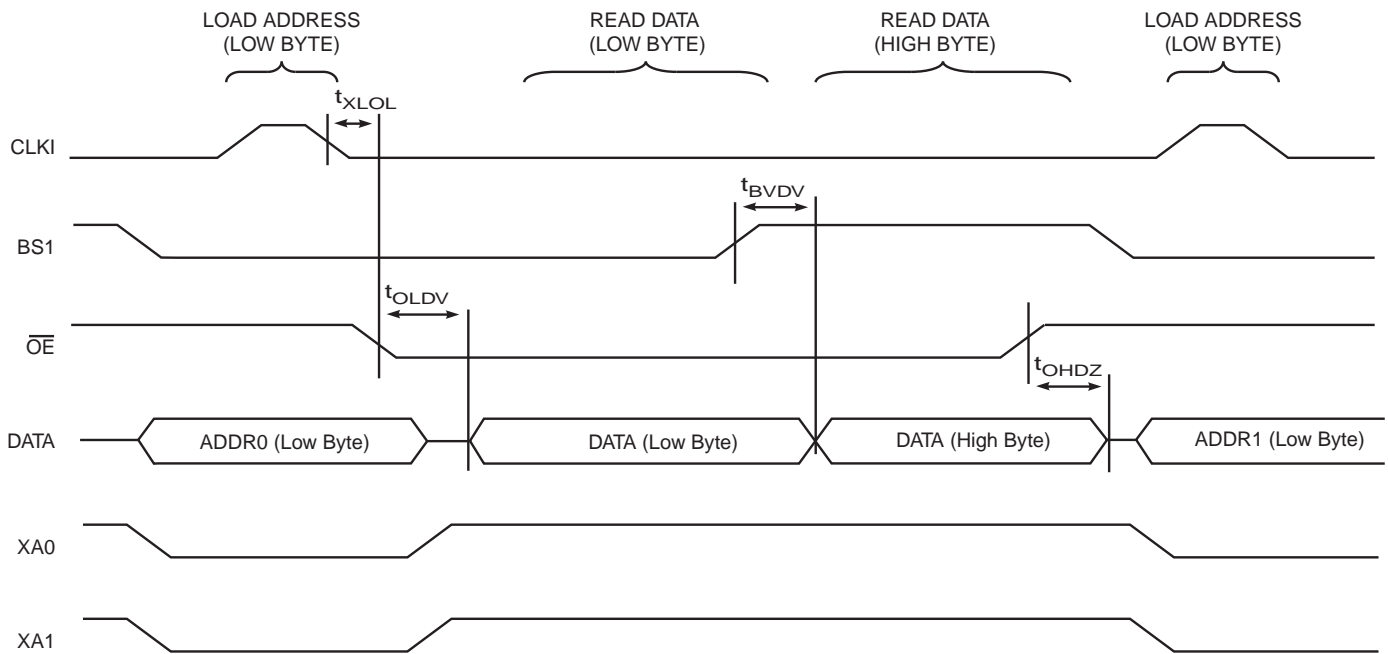 LOAD ADDRESS
(LOW BYTE)
READ DATA
(LOW BYTE)
READ DATA
(HIGH BYTE)
LOAD ADDRESS
(LOW BYTE)
tXLOL
CLKI
tBVDV
BS1
tOLDV
OE
tOHDZ
DATA
ADDR0 (Low Byte)
DATA (Low Byte)
DATA (High Byte)
ADDR1 (Low Byte)
XA0
XA1